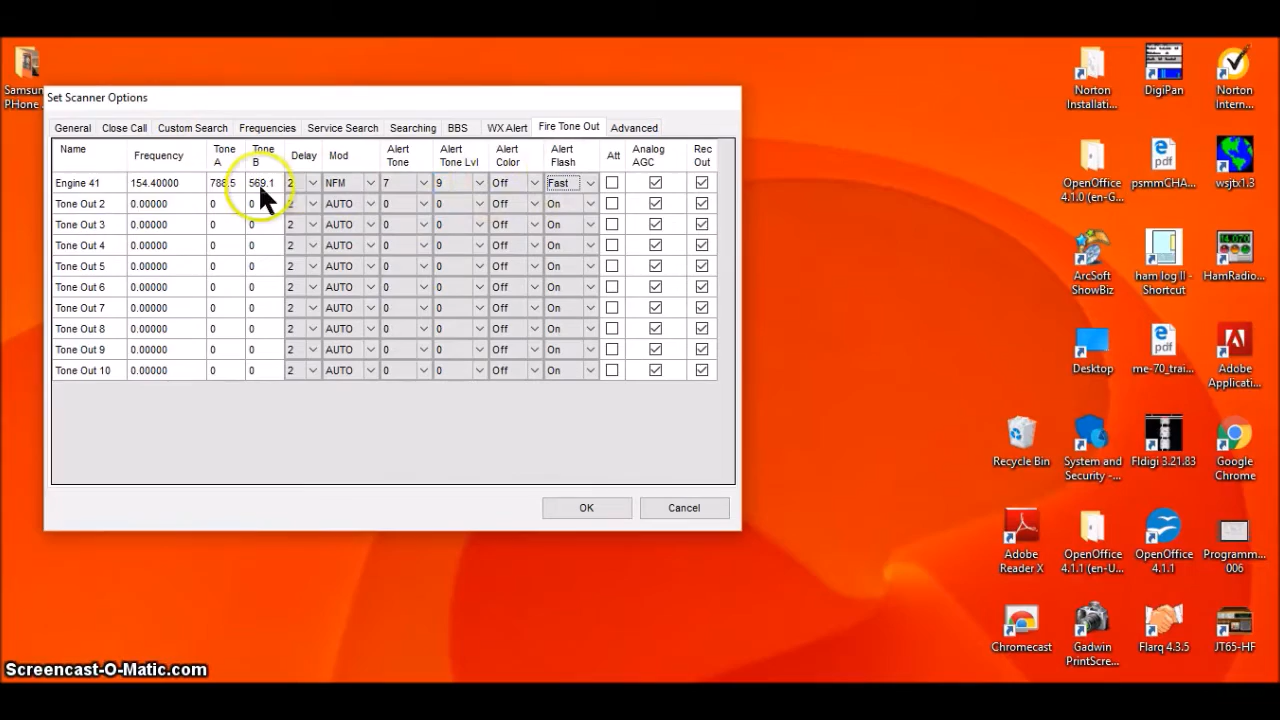 Set Scanner Options
General Close Call Custom Search Frequencies Service Search Searching BBS WX Alert Fire Tone Out Advanced
Name Frequency Tone A Tone B Delay Mod Alert Tone Alert Tone Lvl Alert Color Alert Flash Att Analog AGC Rec Out
Engine 41 154.40000 788.5 569.1 2 NFM 7 9 Off Fast
Tone Out 2 0.00000 0 0 2 AUTO 0 0 Off On
Tone Out 3 0.00000 0 0 2 AUTO 0 0 Off On
Tone Out 4 0.00000 0 0 2 AUTO 0 0 Off On
Tone Out 5 0.00000 0 0 2 AUTO 0 0 Off On
Tone Out 6 0.00000 0 0 2 AUTO 0 0 Off On
Tone Out 7 0.00000 0 0 2 AUTO 0 0 Off On
Tone Out 8 0.00000 0 0 2 AUTO 0 0 Off On
Tone Out 9 0.00000 0 0 2 AUTO 0 0 Off On
Tone Out 10 0.00000 0 0 2 AUTO 0 0 Off On
OK Cancel
Samsun
PHone
Norton
Installati...
DigiPan
Norton
Intern...
OpenOffice
4.1.0 (en-G...
psmmCHA...
wsjtx1.3
ArcSoft
ShowBiz
ham log II -
Shortcut
HamRadio...
14.070
Desktop
me-70_trai...
Adobe
Applicati...
Recycle Bin
System and
Security -...
Fldigi 3.21.83
Google
Chrome
Adobe
Reader X
OpenOffice
4.1.1 (en-U...
OpenOffice
4.1.1
Programm...
006
Chromecast
Gadwin
PrintScre...
Flarq 4.3.5
JT65-HF
Screencast-O-Matic.com